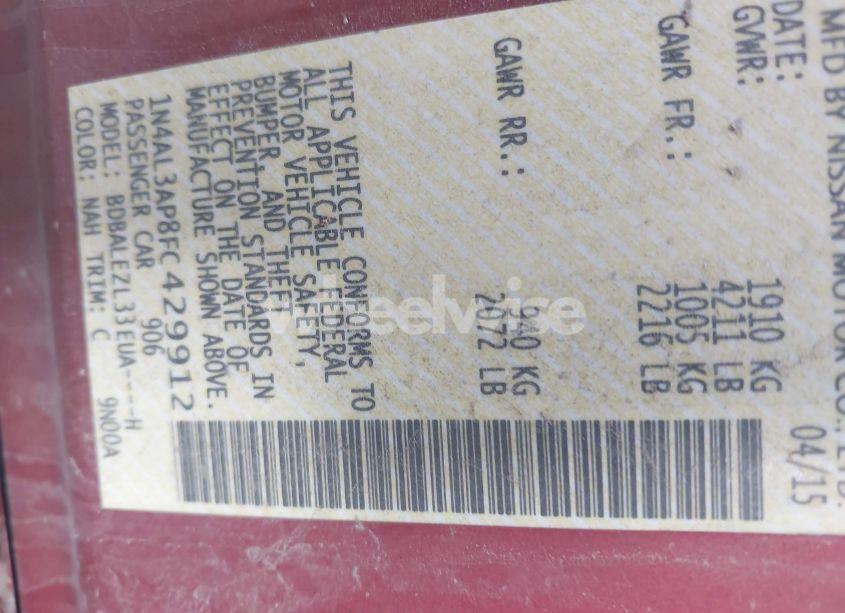 MFD BY NISSAN MOTOR CO., LTD.
DATE: 04/15
GVWR: 1910 KG
4211 LB
GAWR FR.: 1005 KG
2216 LB
GAWR RR.: 940 KG
2072 LB
THIS VEHICLE CONFORMS TO
ALL APPLICABLE FEDERAL
MOTOR VEHICLE SAFETY,
BUMPER, AND THEFT
PREVENTION STANDARDS IN
EFFECT ON THE DATE OF
MANUFACTURE SHOWN ABOVE.
1N4AL3AP8FC429912
PASSENGER CAR 906
MODEL: BDBALEZL33EUA----H
COLOR: NAH TRIM: C 9N00A
wheelwise